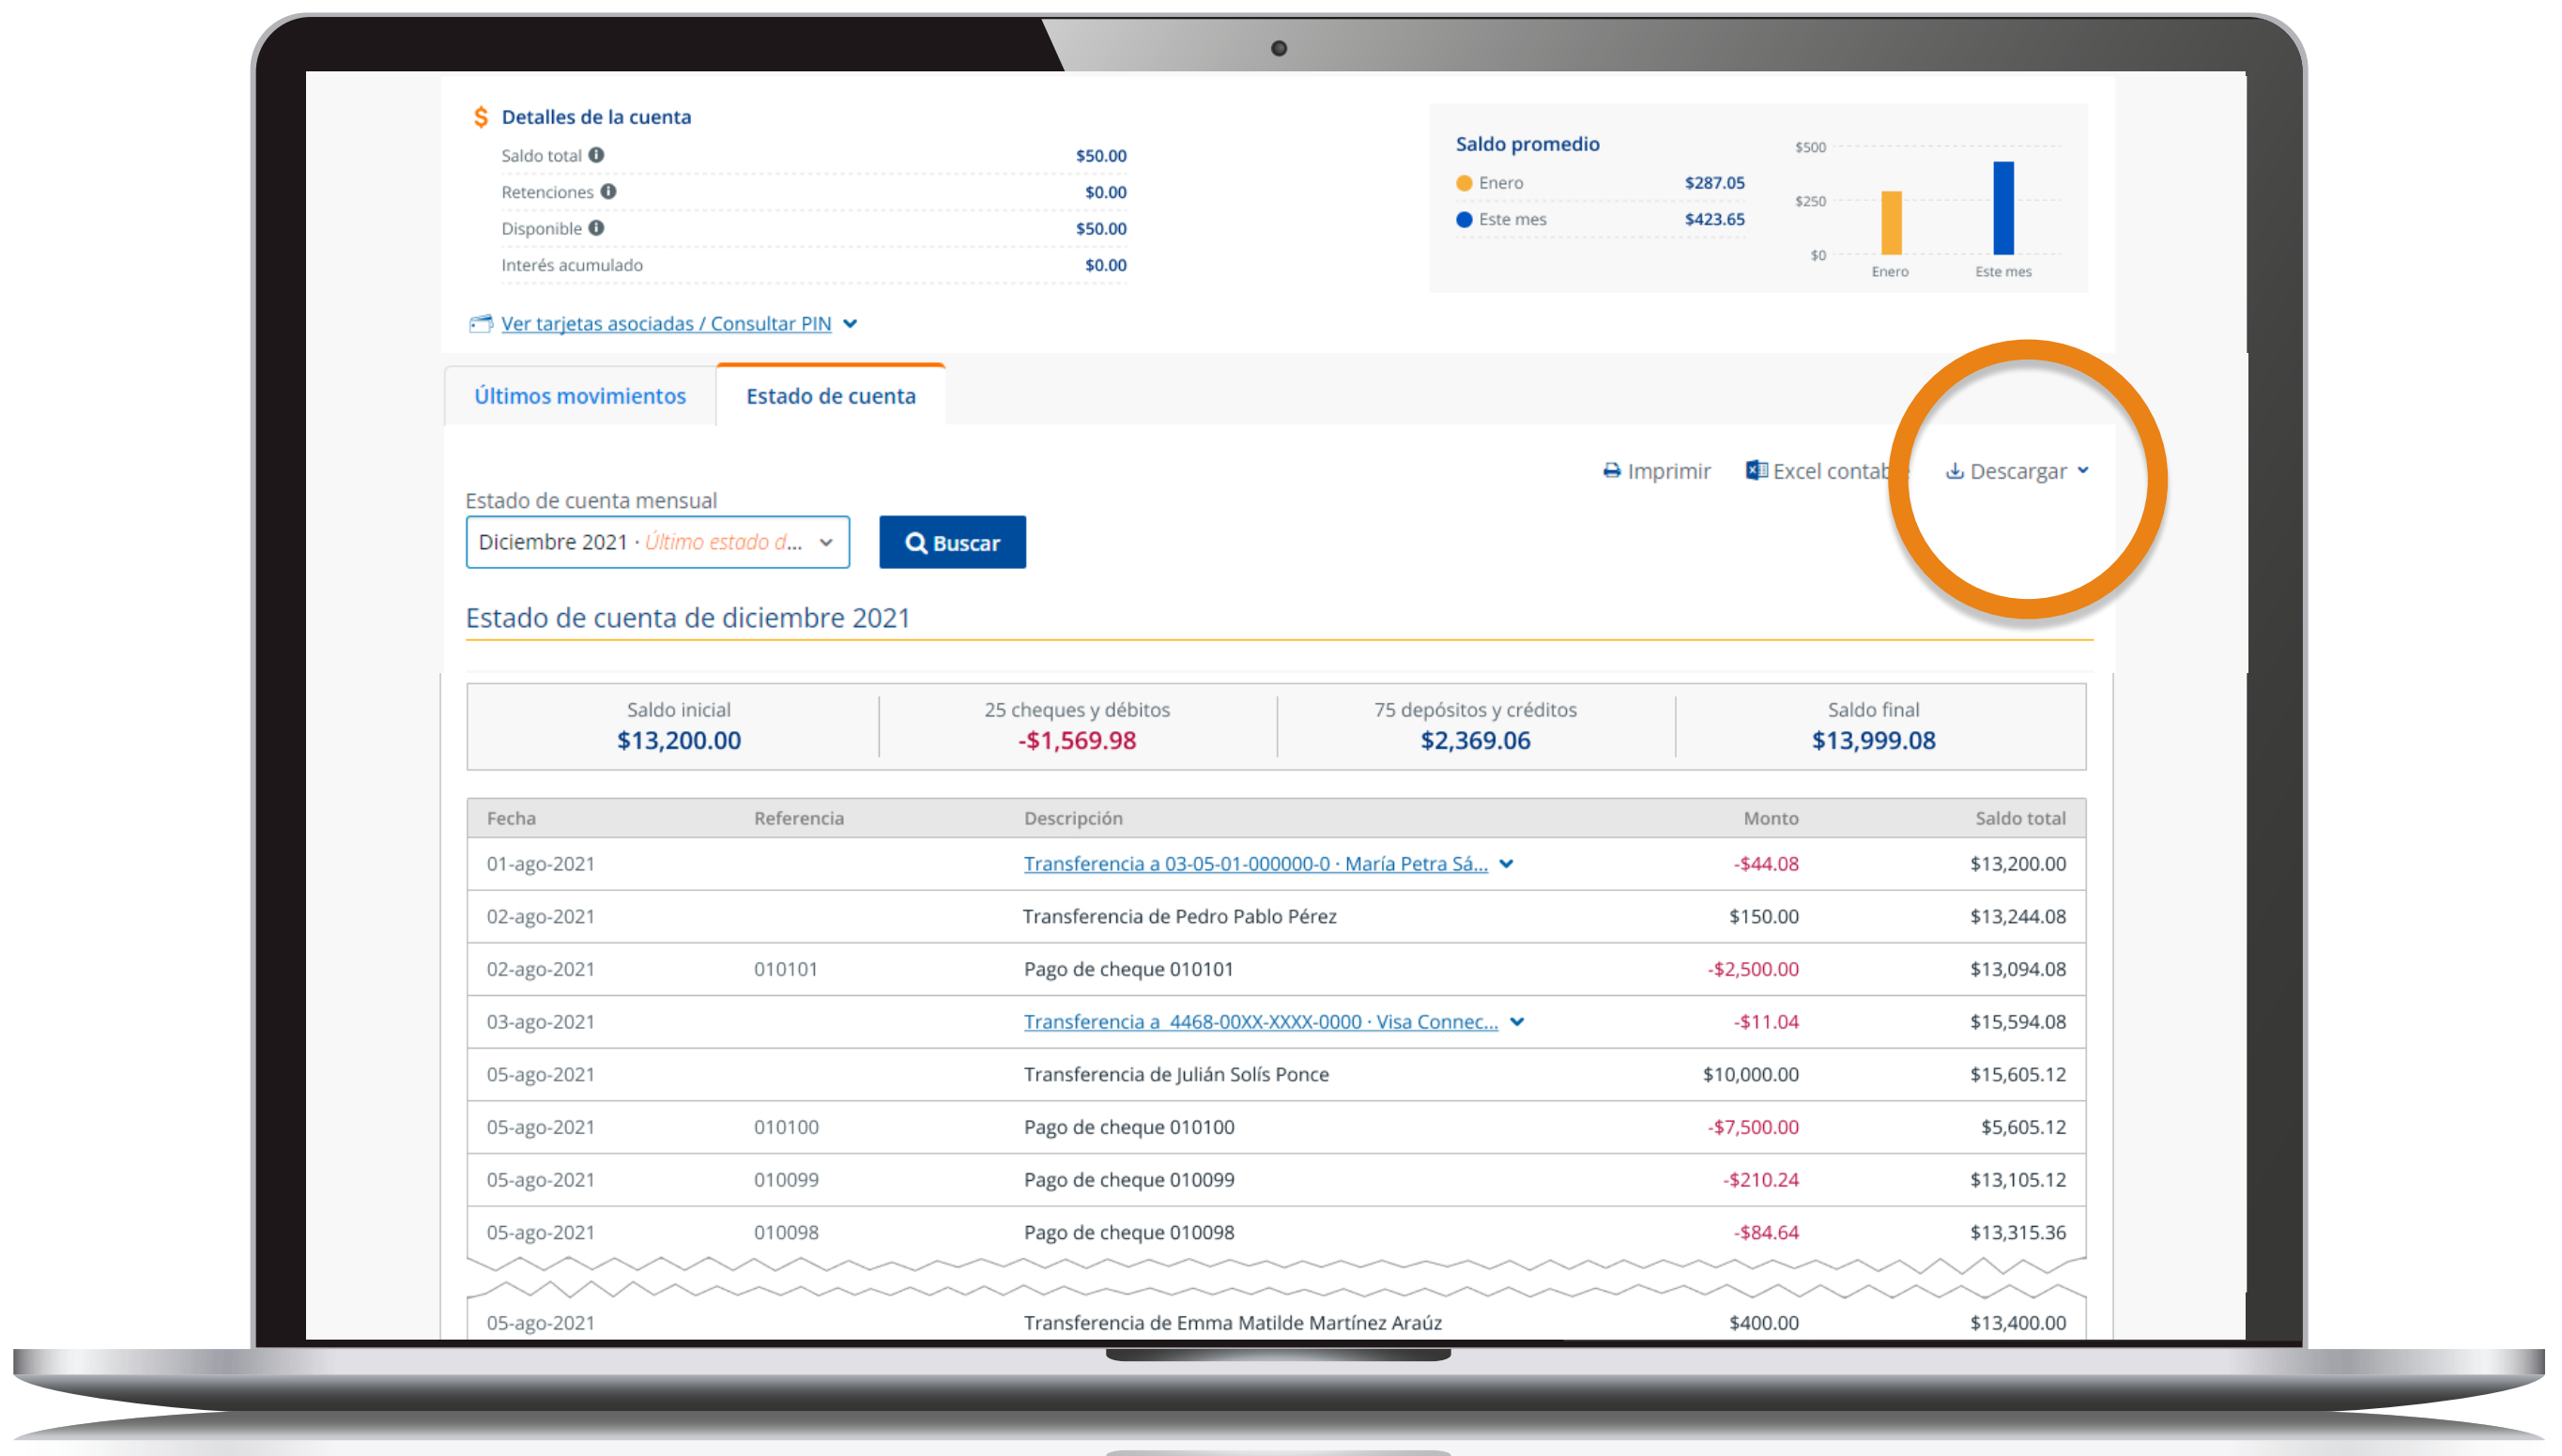 $ Detalles de la cuenta
Saldo total $50.00
Retenciones $0.00
Disponible $50.00
Interés acumulado $0.00
Saldo promedio
Enero $287.05
Este mes $423.65
$500
$250
$0
Enero Este mes
Ver tarjetas asociadas / Consultar PIN
Últimos movimientos Estado de cuenta
Imprimir Excel contab Descargar
Estado de cuenta mensual
Diciembre 2021 · Último estado d... Buscar
Estado de cuenta de diciembre 2021
Saldo inicial 25 cheques y débitos 75 depósitos y créditos Saldo final
$13,200.00 -$1,569.98 $2,369.06 $13,999.08
Fecha Referencia Descripción Monto Saldo total
01-ago-2021 Transferencia a 03-05-01-000000-0 · María Petra Sá... -$44.08 $13,200.00
02-ago-2021 Transferencia de Pedro Pablo Pérez $150.00 $13,244.08
02-ago-2021 010101 Pago de cheque 010101 -$2,500.00 $13,094.08
03-ago-2021 Transferencia a 4468-00XX-XXXX-0000 · Visa Connec... -$11.04 $15,594.08
05-ago-2021 Transferencia de Julián Solís Ponce $10,000.00 $15,605.12
05-ago-2021 010100 Pago de cheque 010100 -$7,500.00 $5,605.12
05-ago-2021 010099 Pago de cheque 010099 -$210.24 $13,105.12
05-ago-2021 010098 Pago de cheque 010098 -$84.64 $13,315.36
05-ago-2021 Transferencia de Emma Matilde Martínez Araúz $400.00 $13,400.00